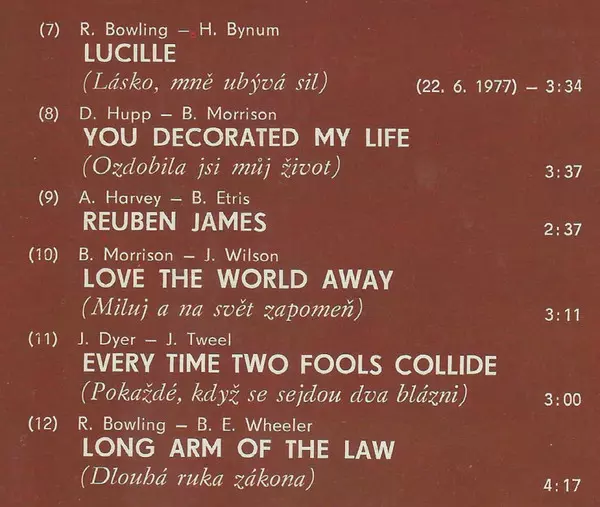 (7) R. Bowling – H. Bynum
LUCILLE
(Lásko, mně ubývá sil) (22. 6. 1977) – 3:34
(8) D. Hupp – B. Morrison
YOU DECORATED MY LIFE
(Ozdobila jsi můj život) 3:37
(9) A. Harvey – B. Etris
REUBEN JAMES 2:37
(10) B. Morrison – J. Wilson
LOVE THE WORLD AWAY
(Miluj a na svět zapomeň) 3:11
(11) J. Dyer – J. Tweel
EVERY TIME TWO FOOLS COLLIDE
(Pokaždé, když se sejdou dva blázni) 3:00
(12) R. Bowling – B. E. Wheeler
LONG ARM OF THE LAW
(Dlouhá ruka zákona) 4:17